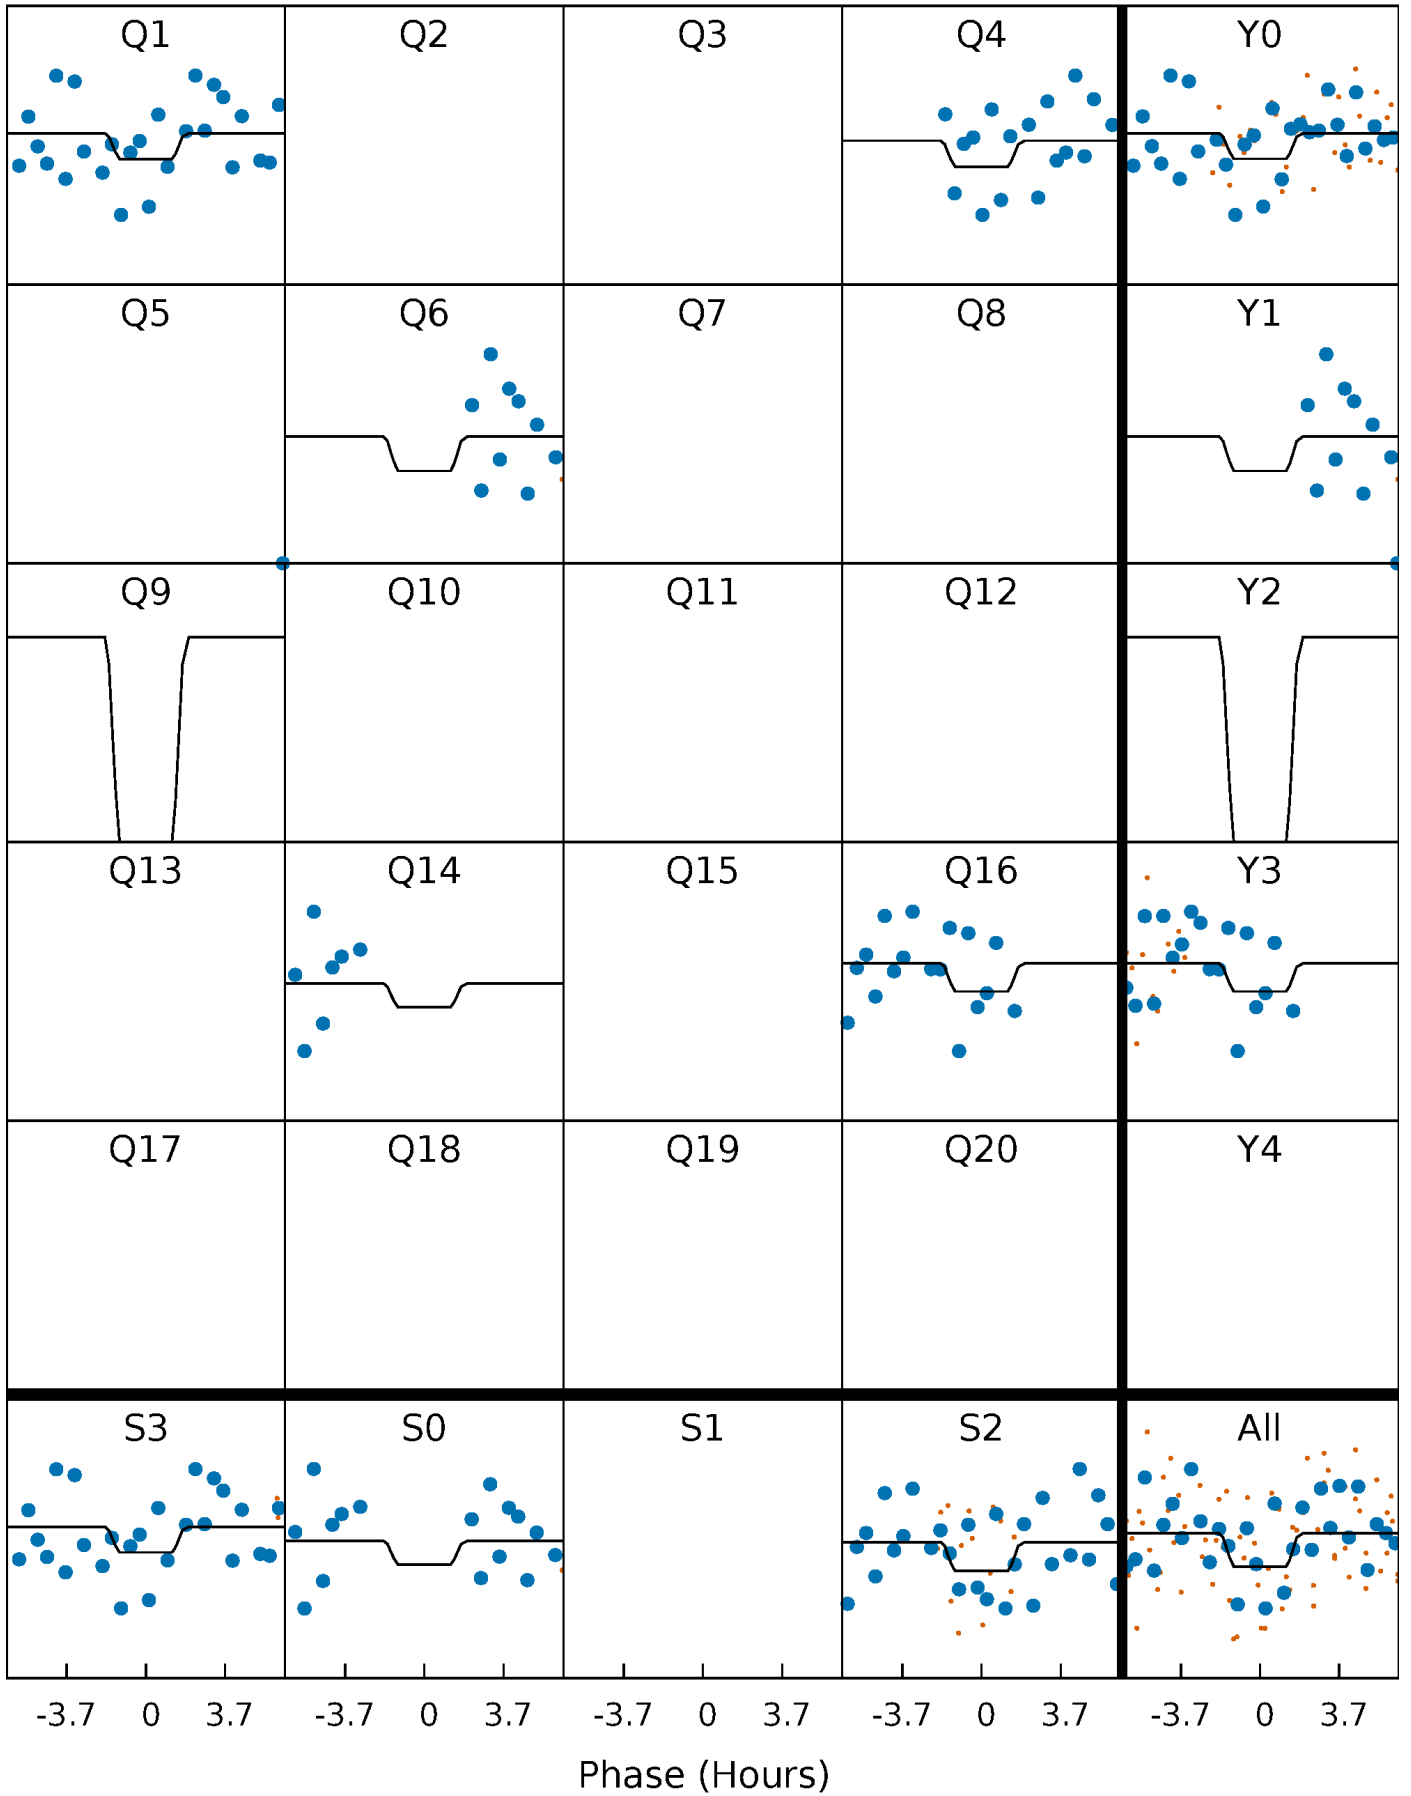 Q1 Q2 Q3 Q4 Y0
Q5 Q6 Q7 Q8 Y1
Q9 Q10 Q11 Q12 Y2
Q13 Q14 Q15 Q16 Y3
Q17 Q18 Q19 Q20 Y4
S3 S0 S1 S2 All
-3.7 0 3.7 -3.7 0 3.7 -3.7 0 3.7 -3.7 0 3.7 -3.7 0 3.7
Phase (Hours)